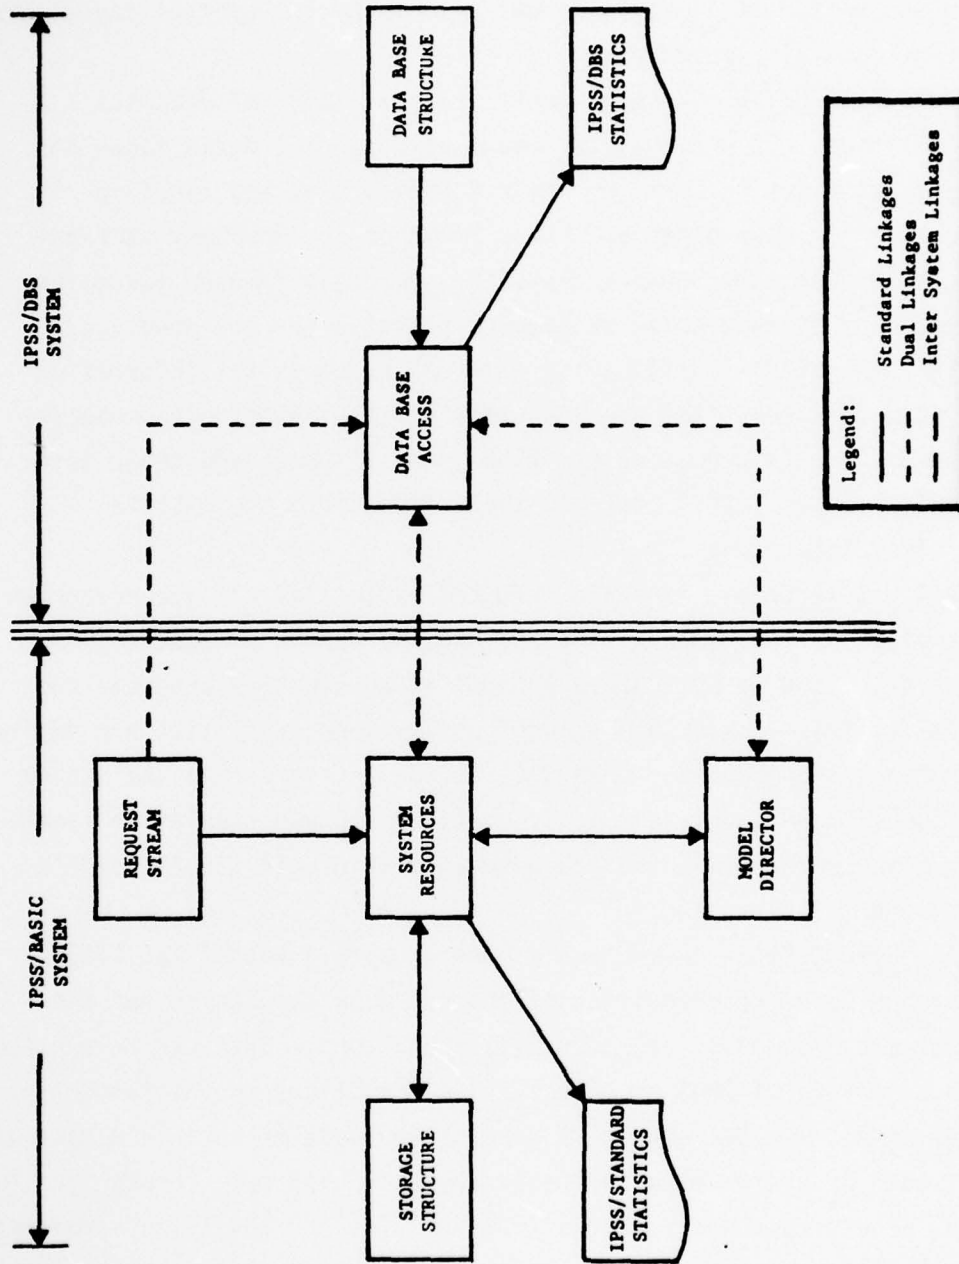 IPSS/BASIC
SYSTEM
IPSS/DBS
SYSTEM
REQUEST
STREAM
STORAGE
STRUCTURE
SYSTEM
RESOURCES
DATA BASE
ACCESS
DATA BASE
STRUCTURE
IPSS/STANDARD
STATISTICS
MODEL
DIRECTOR
IPSS/DBS
STATISTICS
Legend:
Standard Linkages
Dual Linkages
Inter System Linkages